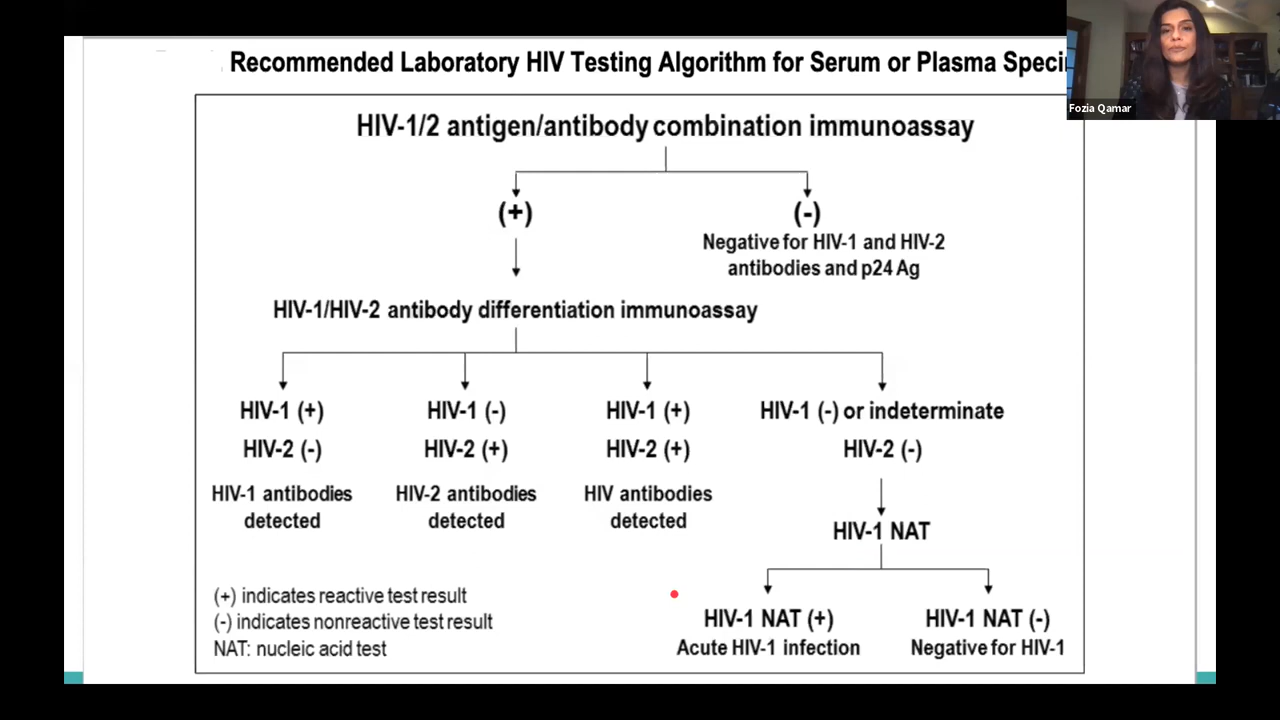 Recommended Laboratory HIV Testing Algorithm for Serum or Plasma
Fozia Qamar
HIV-1/2 antigen/antibody combination immunoassay
(+)
(-)
Negative for HIV-1 and HIV-2
antibodies and p24 Ag
HIV-1/HIV-2 antibody differentiation immunoassay
HIV-1 (+)
HIV-2 (-)
HIV-1 antibodies
detected
HIV-1 (-)
HIV-2 (+)
HIV-2 antibodies
detected
HIV-1 (+)
HIV-2 (+)
HIV antibodies
detected
HIV-1 (-) or indeterminate
HIV-2 (-)
HIV-1 NAT
HIV-1 NAT (+)
Acute HIV-1 infection
HIV-1 NAT (-)
Negative for HIV-1
(+) indicates reactive test result
(-) indicates nonreactive test result
NAT: nucleic acid test